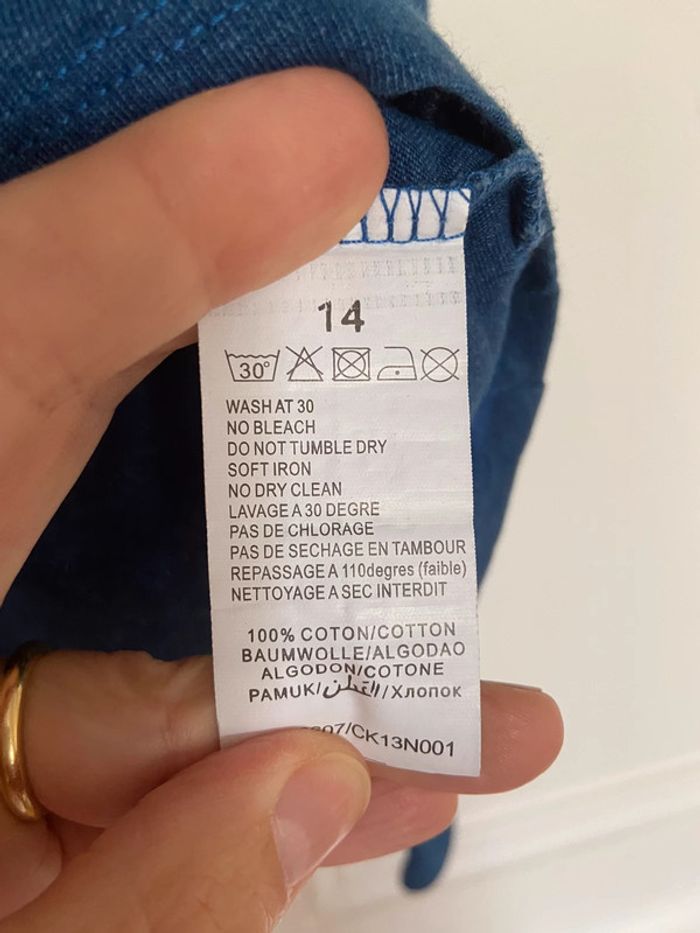 14
30°
WASH AT 30
NO BLEACH
DO NOT TUMBLE DRY
SOFT IRON
NO DRY CLEAN
LAVAGE A 30 DEGRE
PAS DE CHLORAGE
PAS DE SECHAGE EN TAMBOUR
REPASSAGE A 110degres (faible)
NETTOYAGE A SEC INTERDIT
100% COTON/COTTON
BAUMWOLLE/ALGODAO
ALGODON/COTONE
PAMUK/القطن/Хлопок
07/CK13N001